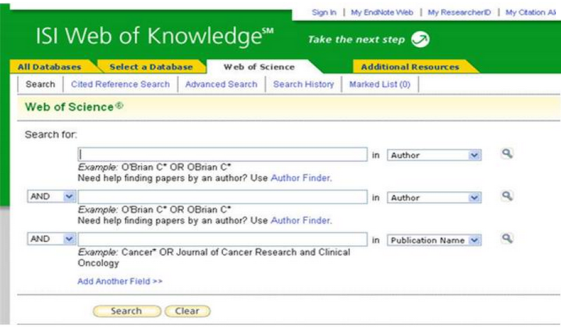 Sign In | My EndNote Web | My ResearcherID | My Citation Al
ISI Web of Knowledge℠ Take the next step
All Databases Select a Database Web of Science Additional Resources
Search | Cited Reference Search | Advanced Search | Search History | Marked List (0)
Web of Science®
Search for:
in Author
Example: O'Brian C* OR OBrian C*
Need help finding papers by an author? Use Author Finder.
AND in Author
Example: O'Brian C* OR OBrian C*
Need help finding papers by an author? Use Author Finder.
AND in Publication Name
Example: Cancer* OR Journal of Cancer Research and Clinical
Oncology
Add Another Field >>
Search Clear